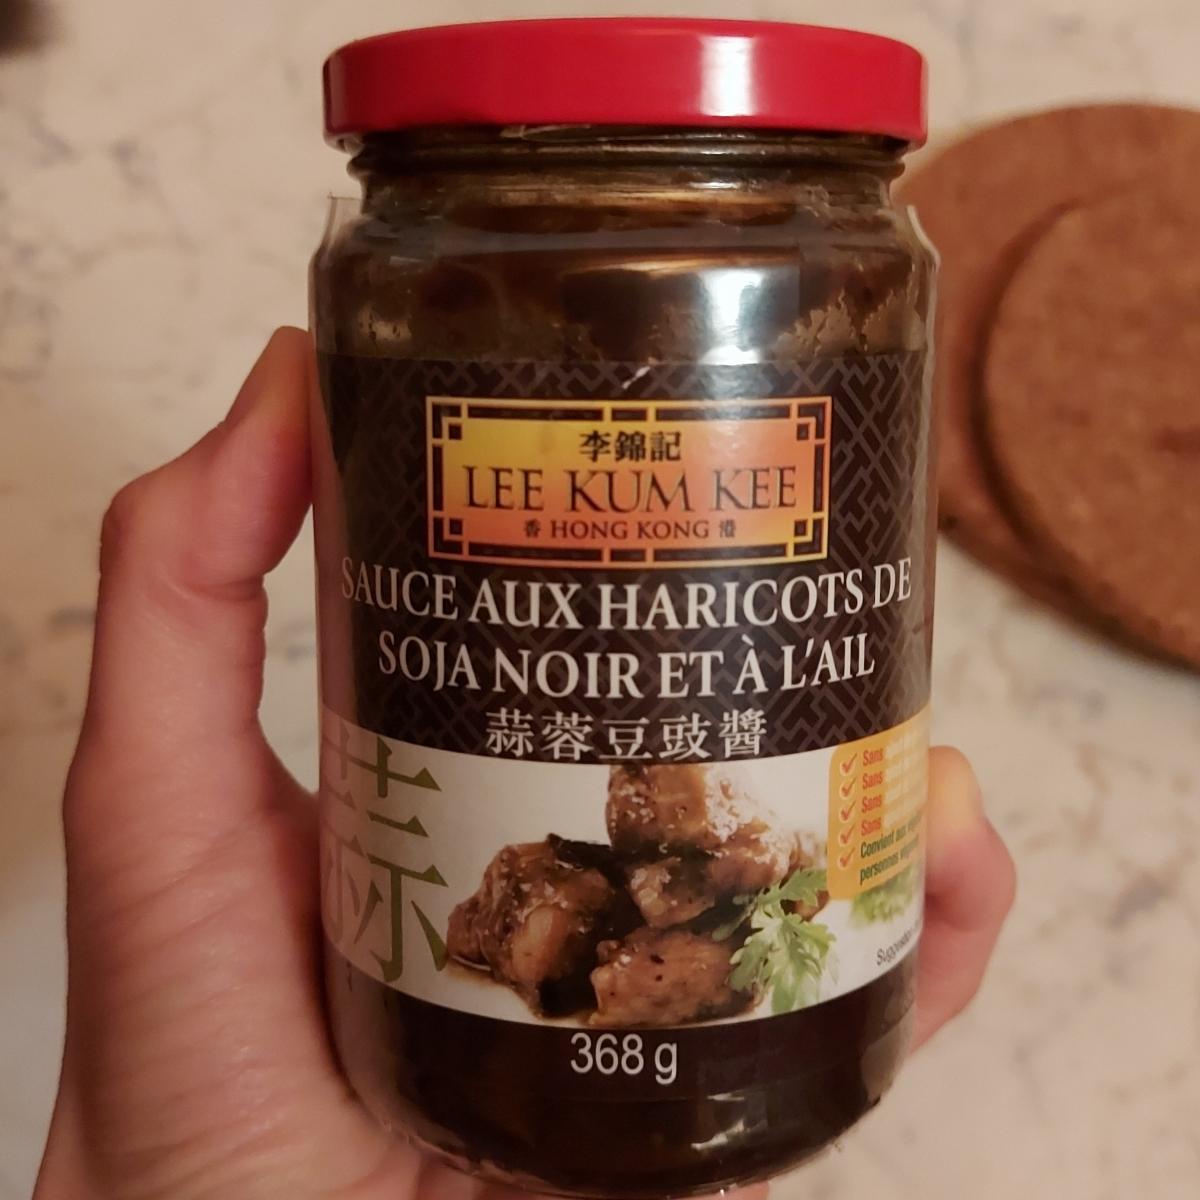 李錦記
LEE KUM KEE
香 HONG KONG 港
SAUCE AUX HARICOTS DE
SOJA NOIR ET À L'AIL
蒜蓉豆豉醬
蒜
Sans
Sans
Sans
Sans
Convient aux
personnes
368 g